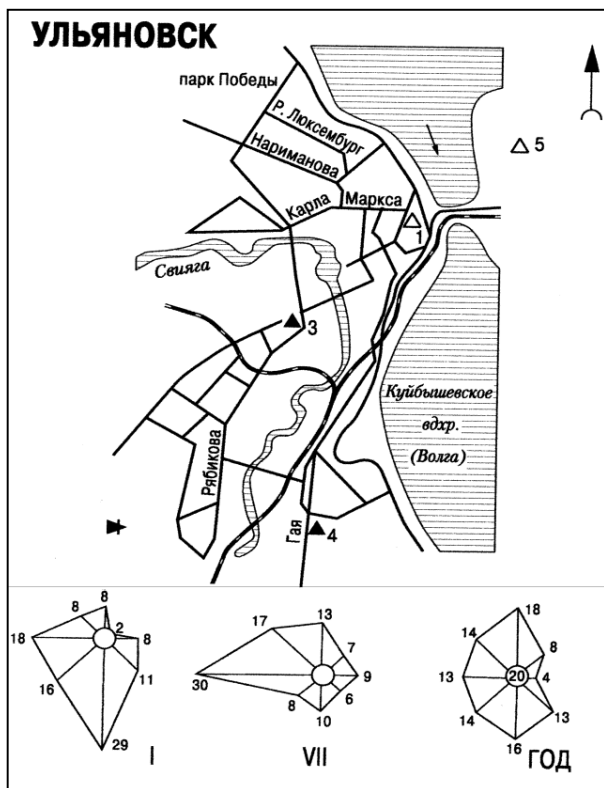 УЛЬЯНОВСК
парк Победы
Р. Люксембург
Нариманова
Карла Маркса
5
1
Свияга
3
Куйбышевское
вдхр.
(Волга)
Рябикова
Гая
4
8
8
2
8
18
11
16
29
I
13
17
7
30
9
8
6
10
VII
18
14
8
13
20
4
14
13
16
ГОД